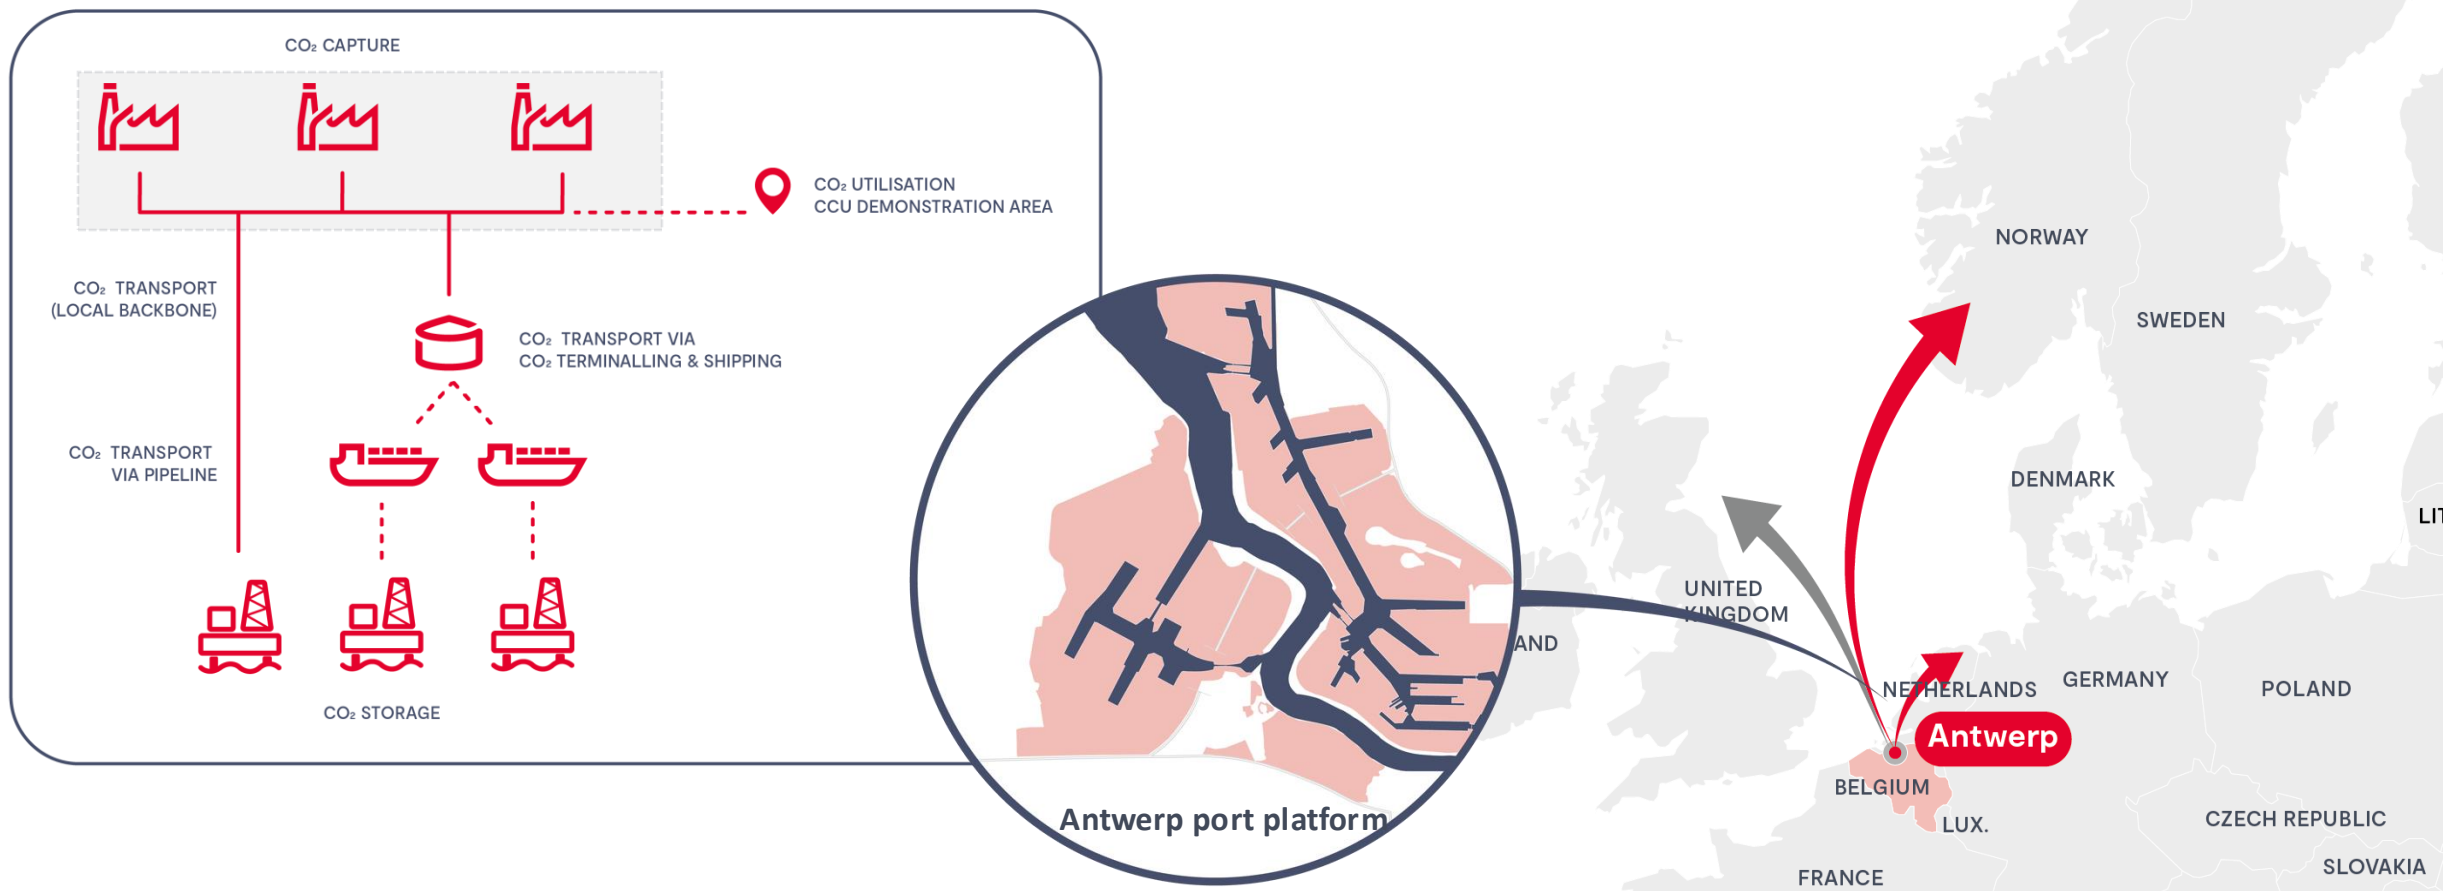 CO₂ CAPTURE
CO₂ UTILISATION
CCU DEMONSTRATION AREA
CO₂ TRANSPORT
(LOCAL BACKBONE)
CO₂ TRANSPORT VIA
CO₂ TERMINALLING & SHIPPING
CO₂ TRANSPORT
VIA PIPELINE
CO₂ STORAGE
Antwerp port platform
NORWAY
SWEDEN
DENMARK
LIT
UNITED
KINGDOM
AND
NETHERLANDS
GERMANY
POLAND
Antwerp
BELGIUM
LUX.
CZECH REPUBLIC
SLOVAKIA
FRANCE